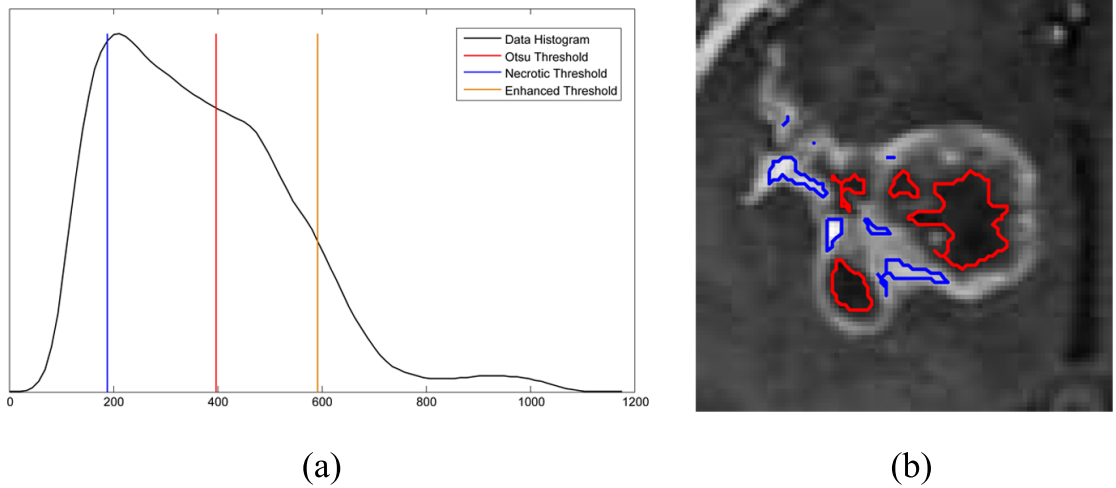 Data Histogram
Otsu Threshold
Necrotic Threshold
Enhanced Threshold
0 200 400 600 800 1000 1200
(a) (b)